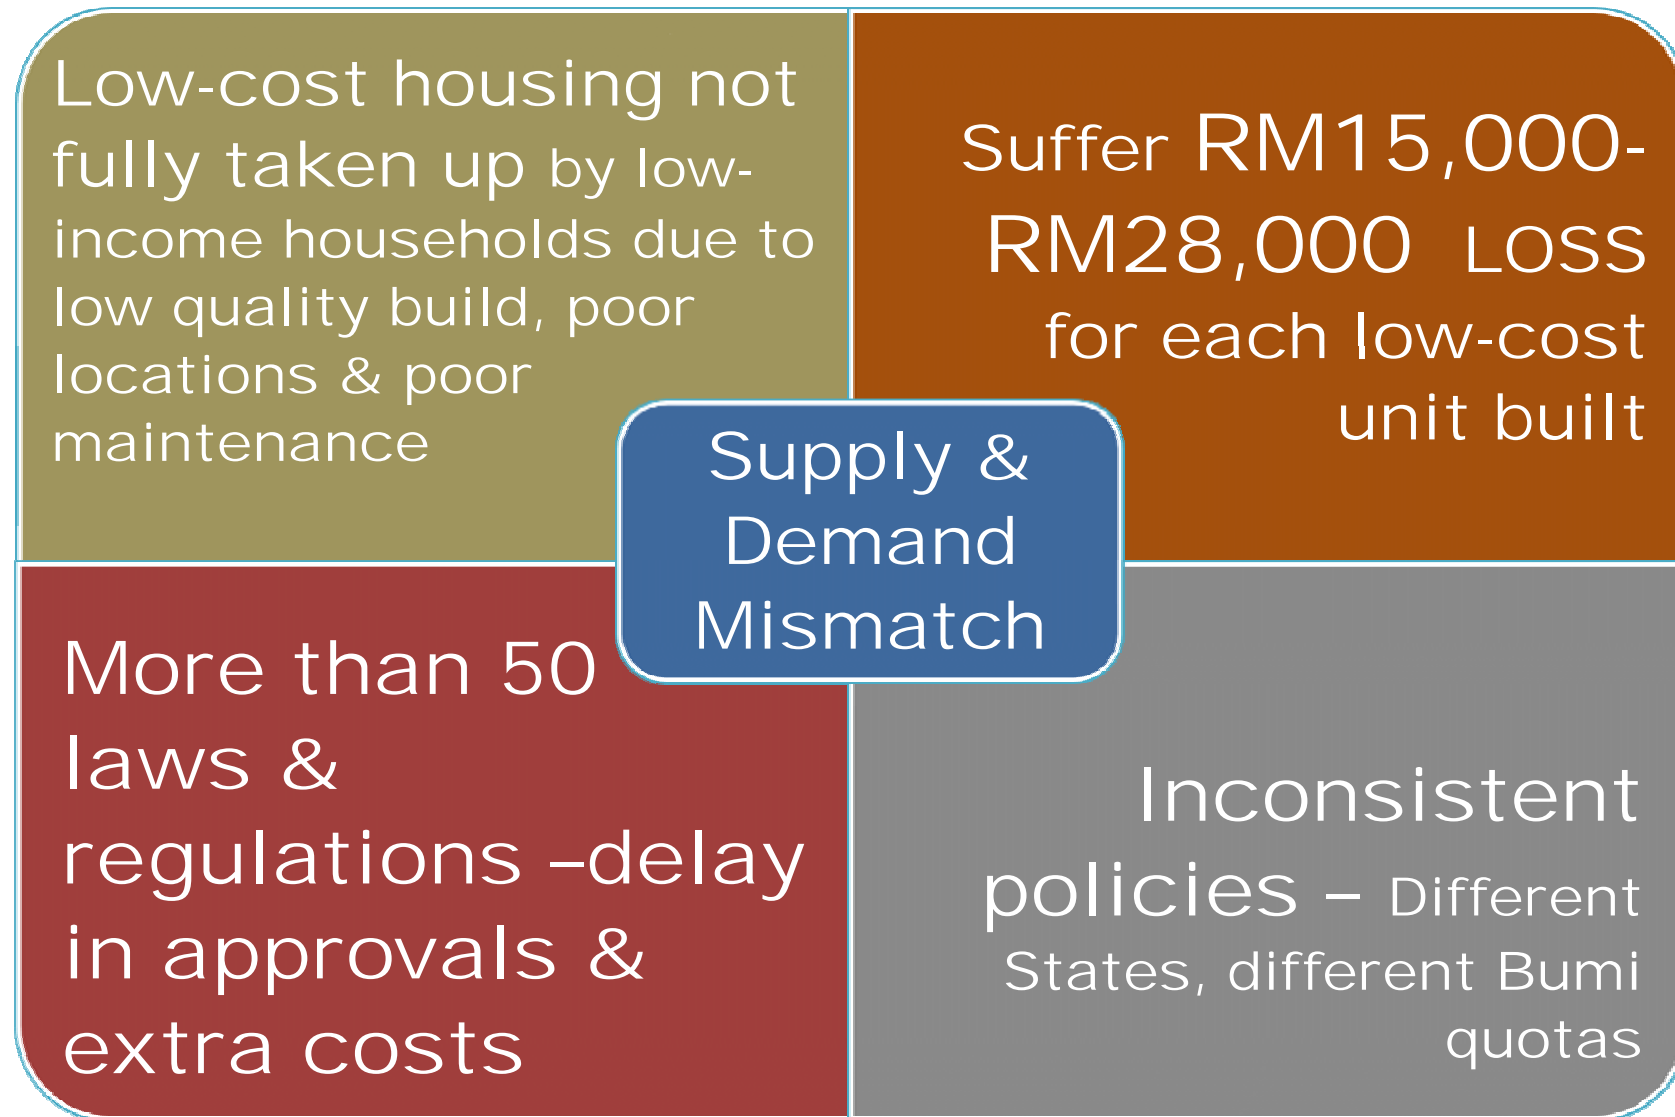 Low-cost housing not
fully taken up by low-
income households due to
low quality build, poor
locations & poor
maintenance
Suffer RM15,000-
RM28,000 LOSS
for each low-cost
unit built
Supply &
Demand
Mismatch
More than 50
laws &
regulations –delay
in approvals &
extra costs
Inconsistent
policies – Different
States, different Bumi
quotas